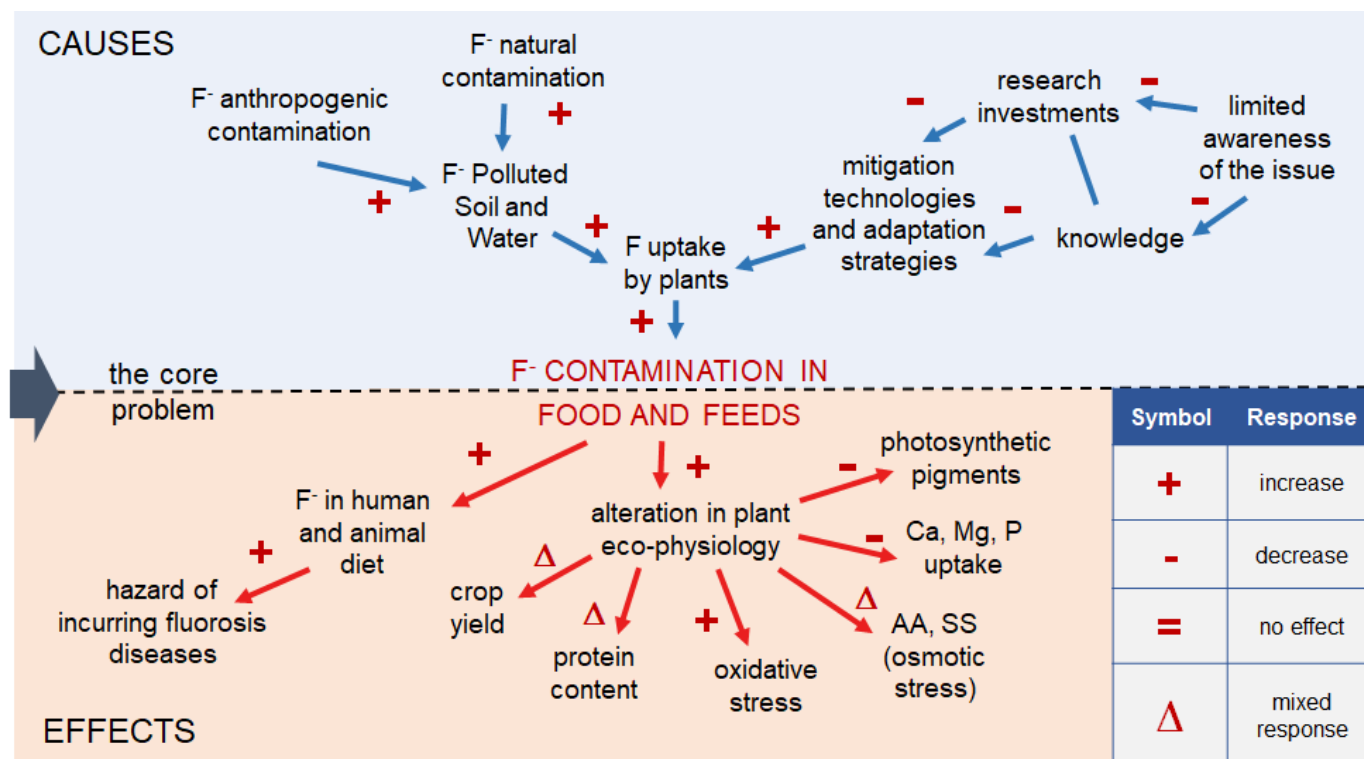 CAUSES
F- natural
contamination
+
F- anthropogenic
contamination
+
F- Polluted
Soil and
Water
+
F uptake
by plants
+
research
investments
-
limited
awareness
of the issue
-
mitigation
technologies
and adaptation
strategies
-
knowledge
-
+
the core
problem
F- CONTAMINATION IN
FOOD AND FEEDS
+
F- in human
and animal
diet
+
hazard of
incurring fluorosis
diseases
+
alteration in plant
eco-physiology
-
photosynthetic
pigments
-
Ca, Mg, P
uptake
Δ
crop
yield
Δ
protein
content
+
oxidative
stress
Δ
AA, SS
(osmotic
stress)
EFFECTS
Symbol Response
+ increase
- decrease
= no effect
Δ mixed
response